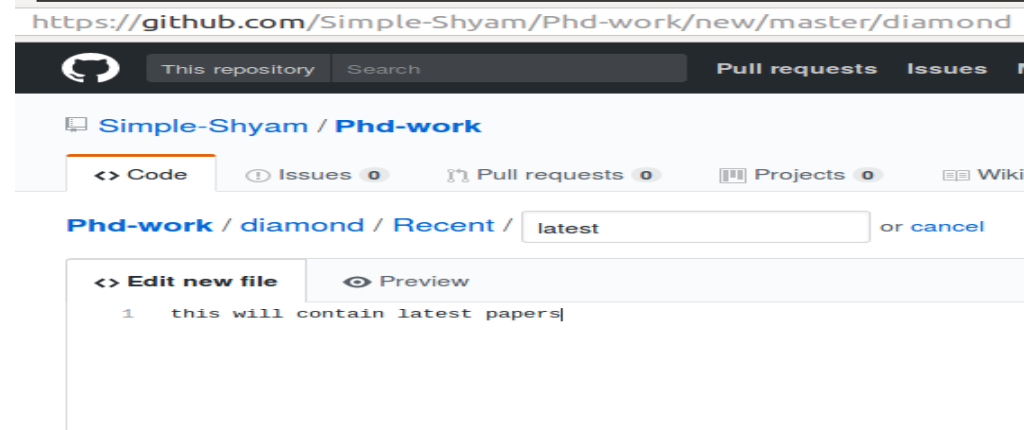 https://github.com/Simple-Shyam/Phd-work/new/master/diamond
This repository Search Pull requests Issues
Simple-Shyam / Phd-work
<> Code Issues 0 Pull requests 0 Projects 0 Wiki
Phd-work / diamond / Recent / latest or cancel
<> Edit new file Preview
1 this will contain latest papers